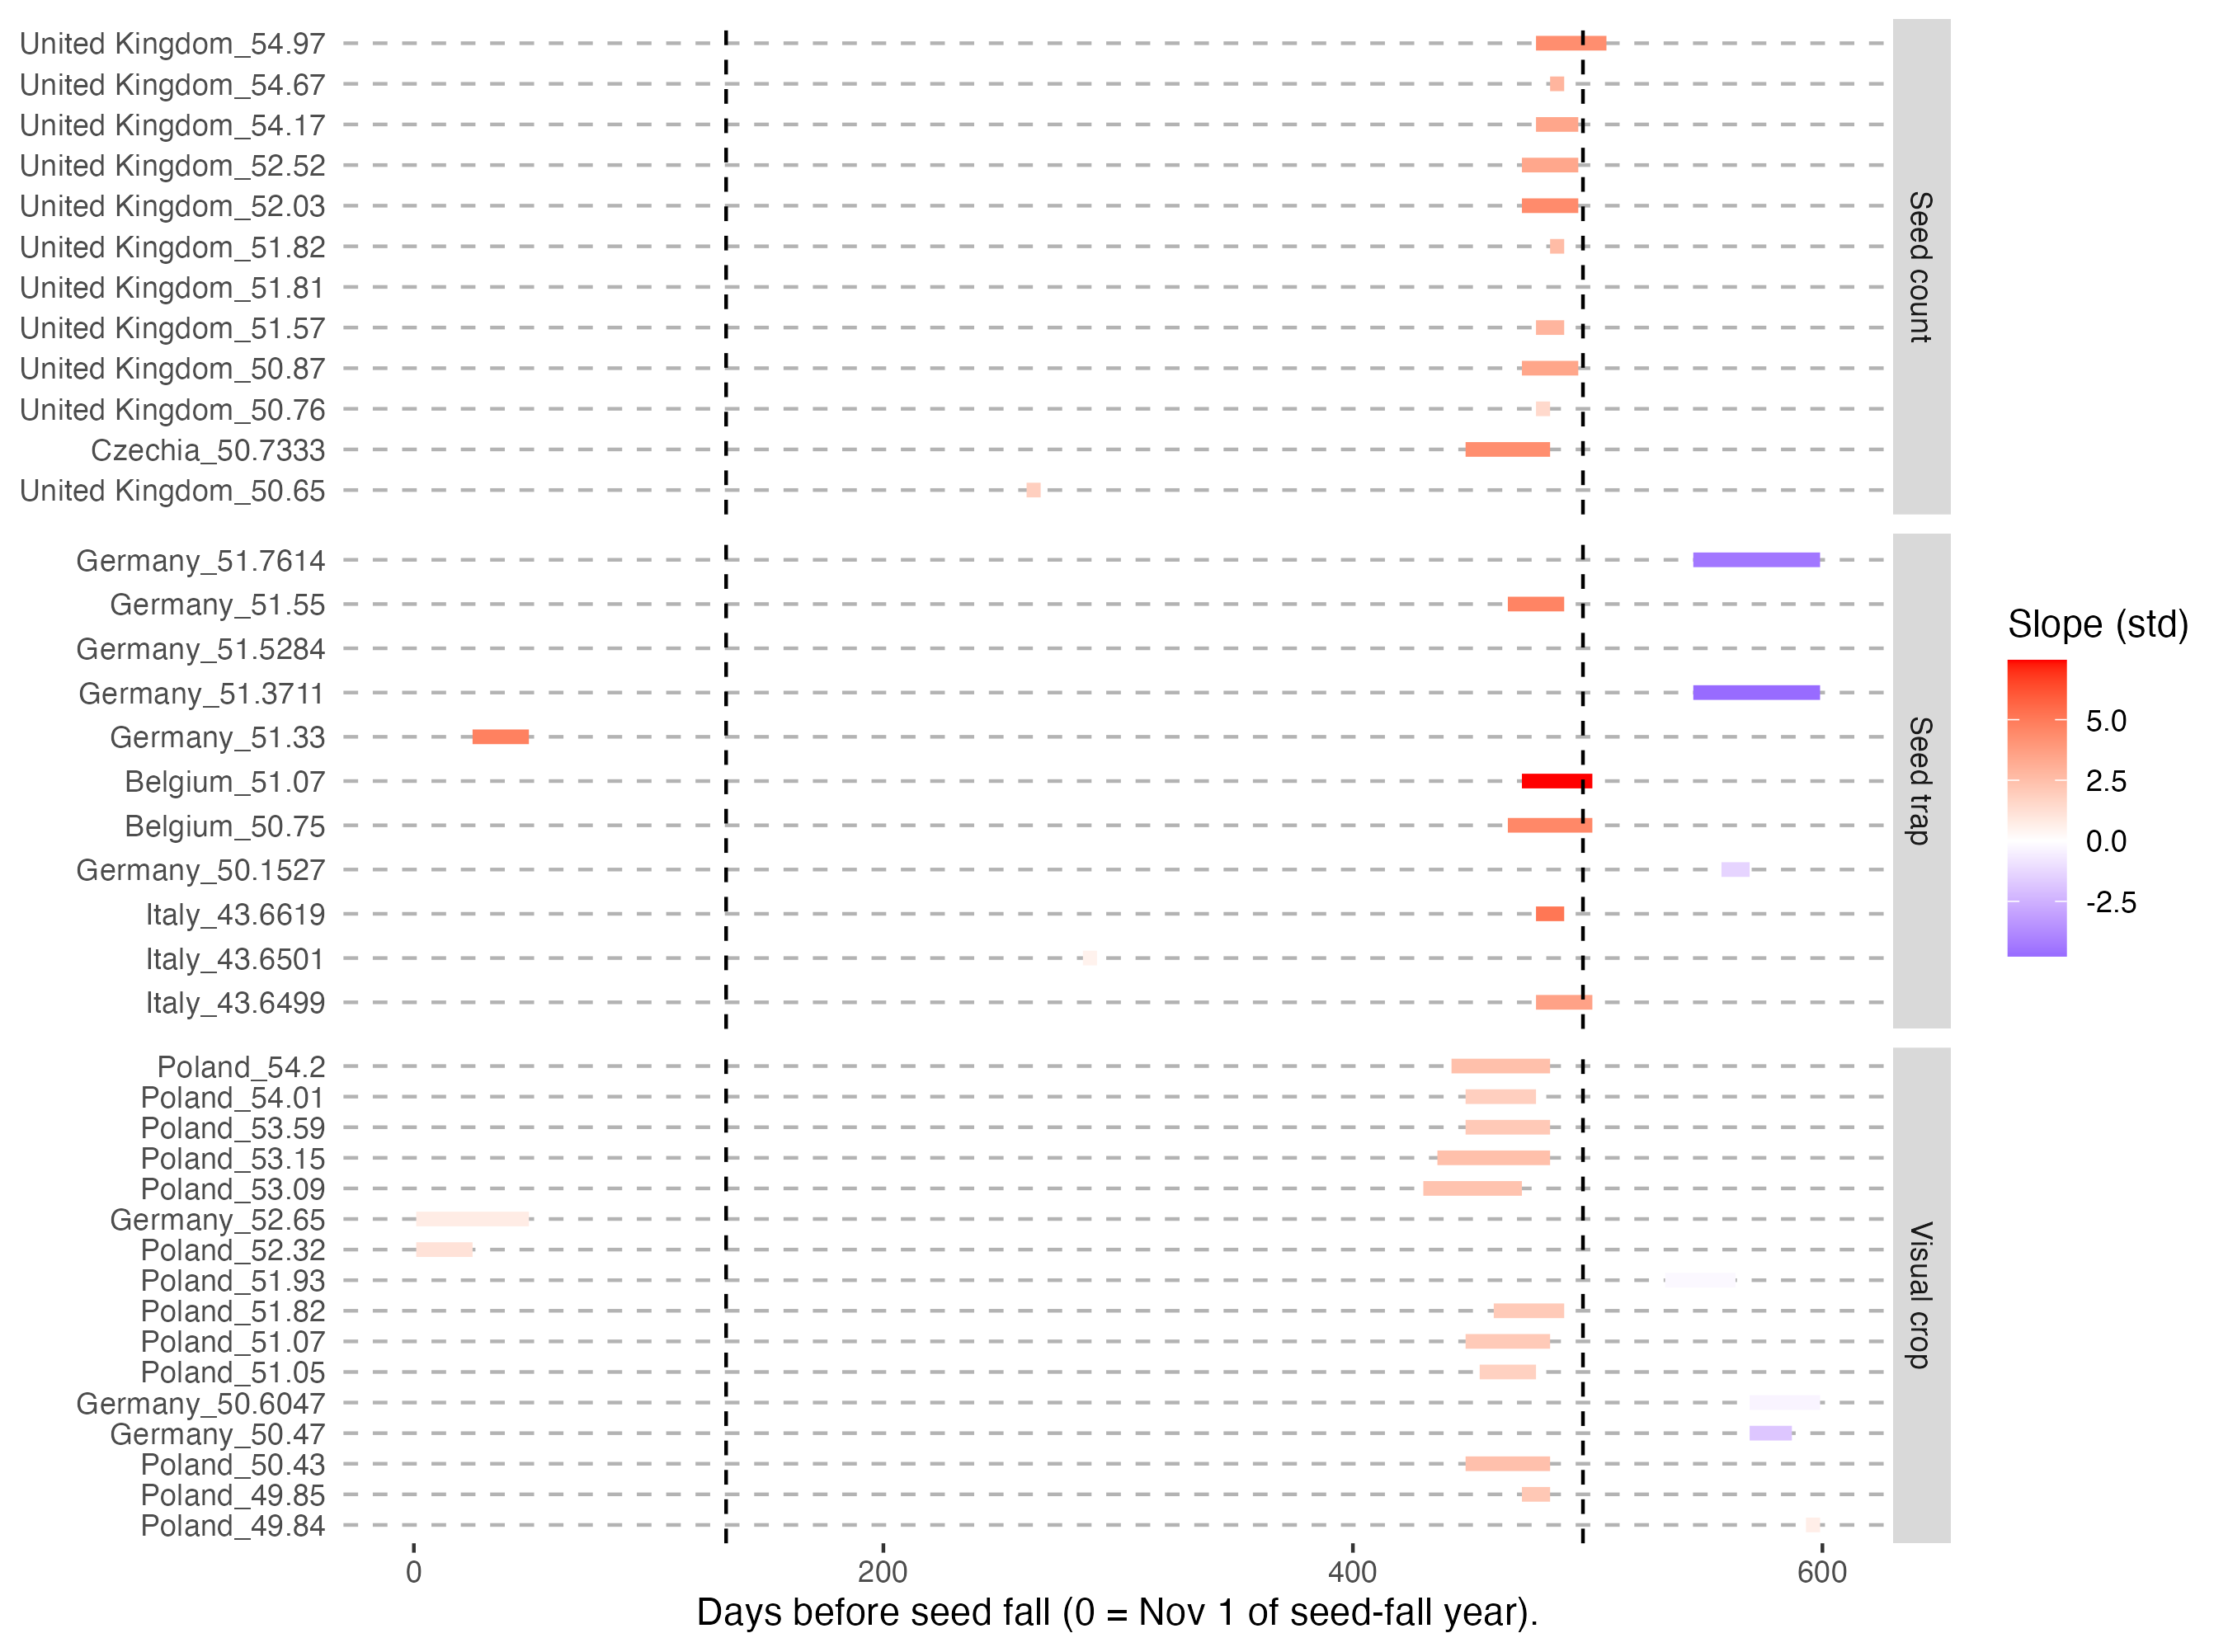 United Kingdom_54.97
United Kingdom_54.67
United Kingdom_54.17
United Kingdom_52.52
United Kingdom_52.03
United Kingdom_51.82
United Kingdom_51.81
United Kingdom_51.57
United Kingdom_50.87
United Kingdom_50.76
Czechia_50.7333
United Kingdom_50.65
Seed count
Germany_51.7614
Germany_51.55
Germany_51.5284
Germany_51.3711
Germany_51.33
Belgium_51.07
Belgium_50.75
Germany_50.1527
Italy_43.6619
Italy_43.6501
Italy_43.6499
Seed trap
Poland_54.2
Poland_54.01
Poland_53.59
Poland_53.15
Poland_53.09
Germany_52.65
Poland_52.32
Poland_51.93
Poland_51.82
Poland_51.07
Poland_51.05
Germany_50.6047
Germany_50.47
Poland_50.43
Poland_49.85
Poland_49.84
Visual crop
0 200 400 600
Days before seed fall (0 = Nov 1 of seed-fall year).
Slope (std)
5.0
2.5
0.0
-2.5